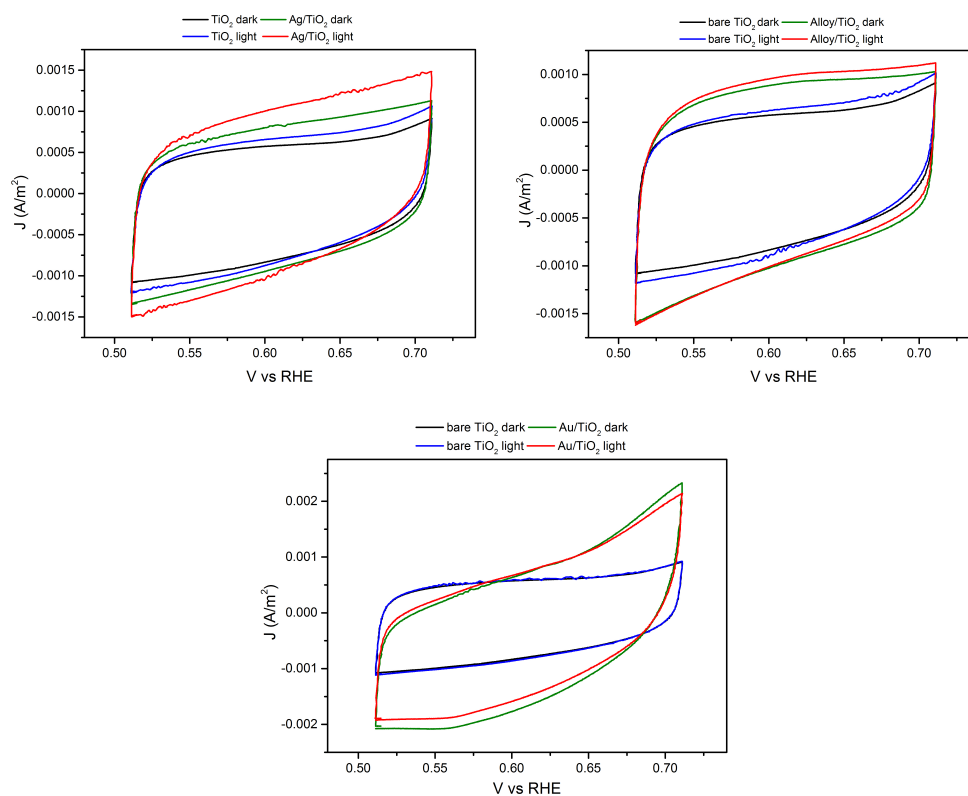 TiO₂ dark Ag/TiO₂ dark
TiO₂ light Ag/TiO₂ light
0.0015
0.0010
0.0005
0.0000
-0.0005
-0.0010
-0.0015
J (A/m²)
0.50 0.55 0.60 0.65 0.70
V vs RHE
bare TiO₂ dark Alloy/TiO₂ dark
bare TiO₂ light Alloy/TiO₂ light
0.0010
0.0005
0.0000
-0.0005
-0.0010
-0.0015
J (A/m²)
0.50 0.55 0.60 0.65 0.70
V vs RHE
bare TiO₂ dark Au/TiO₂ dark
bare TiO₂ light Au/TiO₂ light
0.002
0.001
0.000
-0.001
-0.002
J (A/m²)
0.50 0.55 0.60 0.65 0.70
V vs RHE